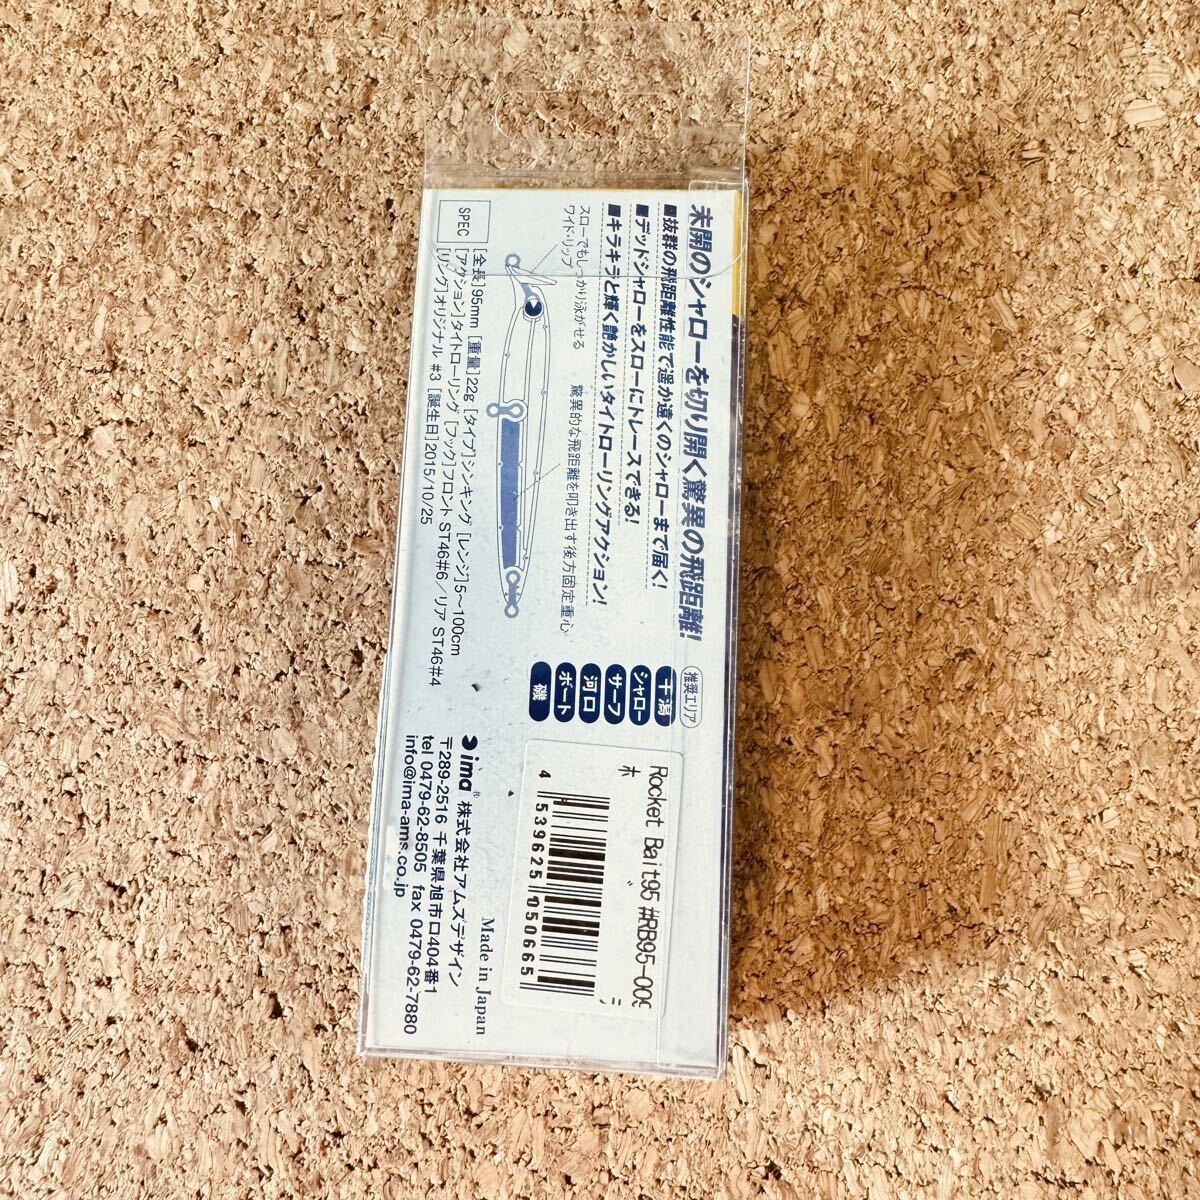 未開のシャローを切り開く驚異の飛距離!
■抜群の飛距離性能で遥か遠くのシャローまで届く!
■デッドシャローをスローにトレースできる!
■キラキラと輝く艶かしいタイトローリングアクション!
スローでもしっかり泳がせる
ワイド・リップ
驚異的な飛距離を叩き出す後方固定重心
SPEC
[全長]95mm [重量]22g [タイプ]シンキング [レンジ]5〜100cm
[アクション]タイトローリング [フック]フロント ST46#6/リア ST46#4
[リング]オリジナル #3 [誕生日]2015/10/25
推奨エリア
干潟
シャロー
サーフ
河口
ボート
磯
Rocket Bait95 #RB95-009
4 539625 050665
Made in Japan
ima® 株式会社アムズデザイン
〒289-2516 千葉県旭市ロ404番1
tel 0479-62-8505 fax 0479-62-7880
info@ima-ams.co.jp